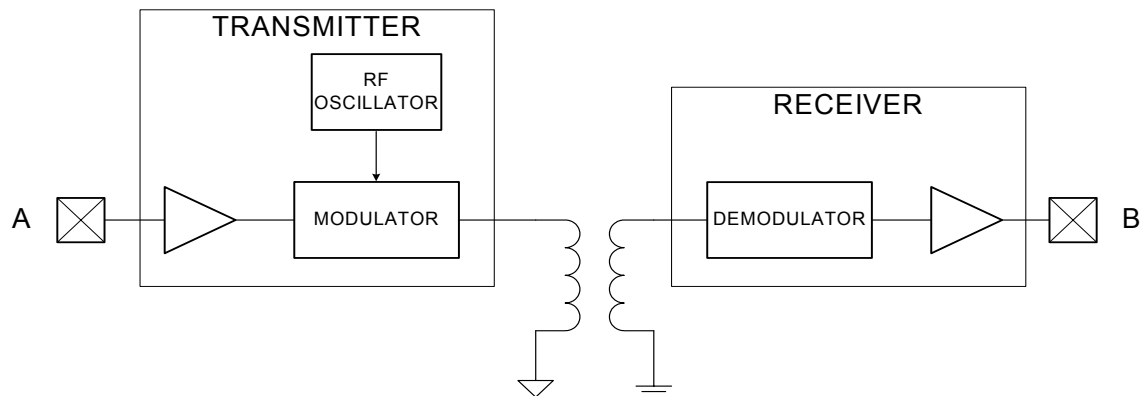 TRANSMITTER
RF
OSCILLATOR
RECEIVER
A
MODULATOR
DEMODULATOR
B